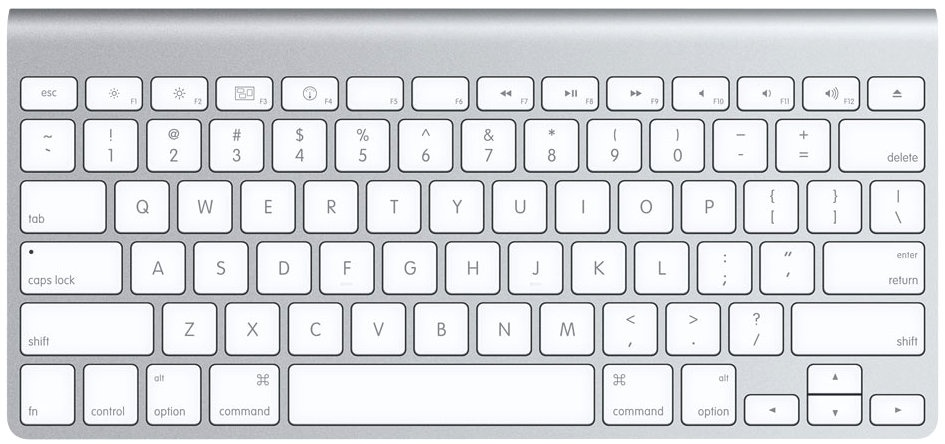 esc F1 F2 F3 F4 F5 F6 F7 F8 F9 F10 F11 F12
~ ! @ # $ % ^ & * ( ) – +
` 1 2 3 4 5 6 7 8 9 0 - = delete
tab Q W E R T Y U I O P { [ } ] | \
caps lock A S D F G H J K L : ; " ' enter return
shift Z X C V B N M < , > . ? / shift
fn control alt option ⌘ command ⌘ command alt option